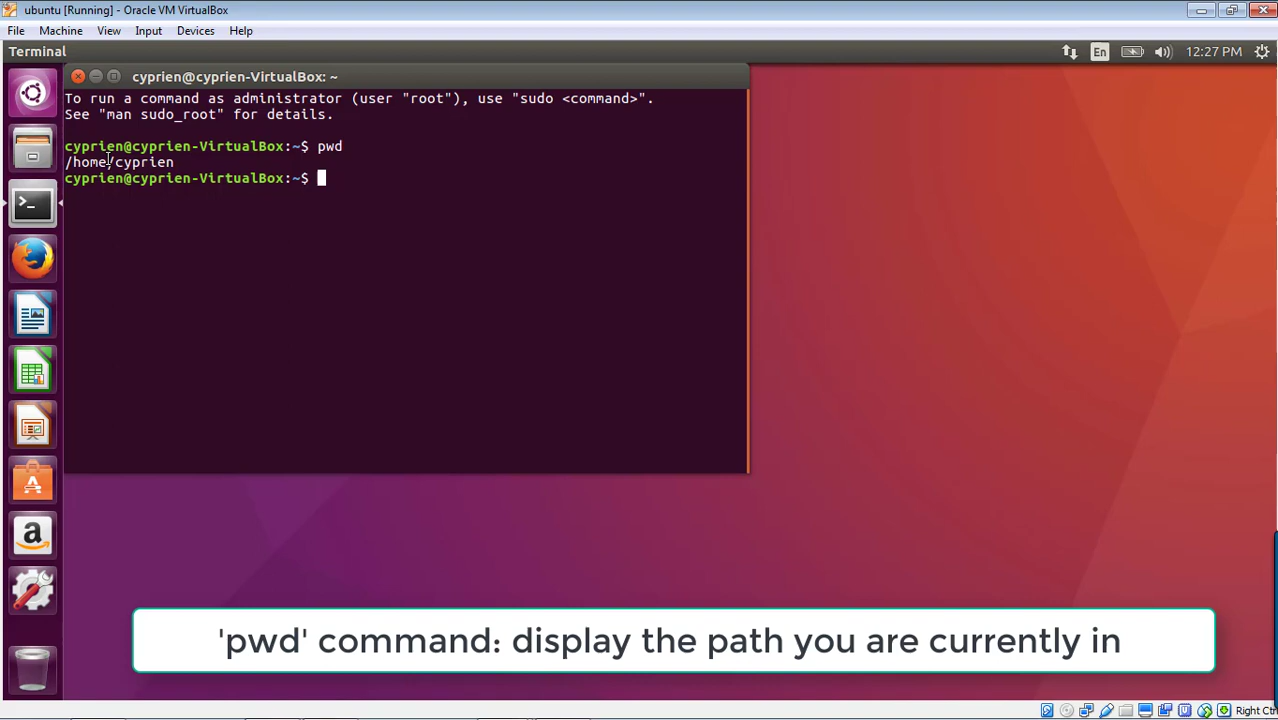 ubuntu [Running] - Oracle VM VirtualBox
File Machine View Input Devices Help
Terminal
En
12:27 PM
cyprien@cyprien-VirtualBox: ~
To run a command as administrator (user "root"), use "sudo <command>".
See "man sudo_root" for details.
cyprien@cyprien-VirtualBox:~$ pwd
/home/cyprien
cyprien@cyprien-VirtualBox:~$
'pwd' command: display the path you are currently in
Right Ctrl